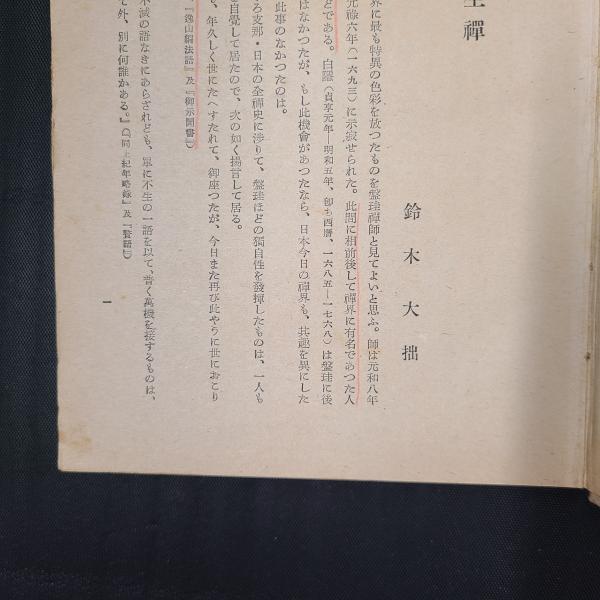 生禪
鈴木大拙
界に最も特異の色彩を放つたものを盤珪禪師と見てよいと思ふ。師は元和八年
元祿六年（一六九三）に示寂せられた。此間に相前後して禪界に有名であつた人
どである。白隱（貞享元年―明和五年、卽ち西曆、一六八五―一七六八）は盤珪に後
はなかつたが、もし此機會があつたなら、日本今日の禪界も、共趣を異にした
此事のなかつたのは。
ろ支那・日本の全禪史に涉りて、盤珪ほどの獨自性を發揮したものは、一人も
自覺して居たので、次の如く揚言して居る。
、年久しく世にたへすたれて、御座つたが、今日また再び此やうに世におこり
法語』及『御示聞書』）
不滅の語なきにあらざれども、單に不生の一語を以て、普く萬機を接するものは、
て外、別に何誰かある。』（『同上紀年略錄』及『
一